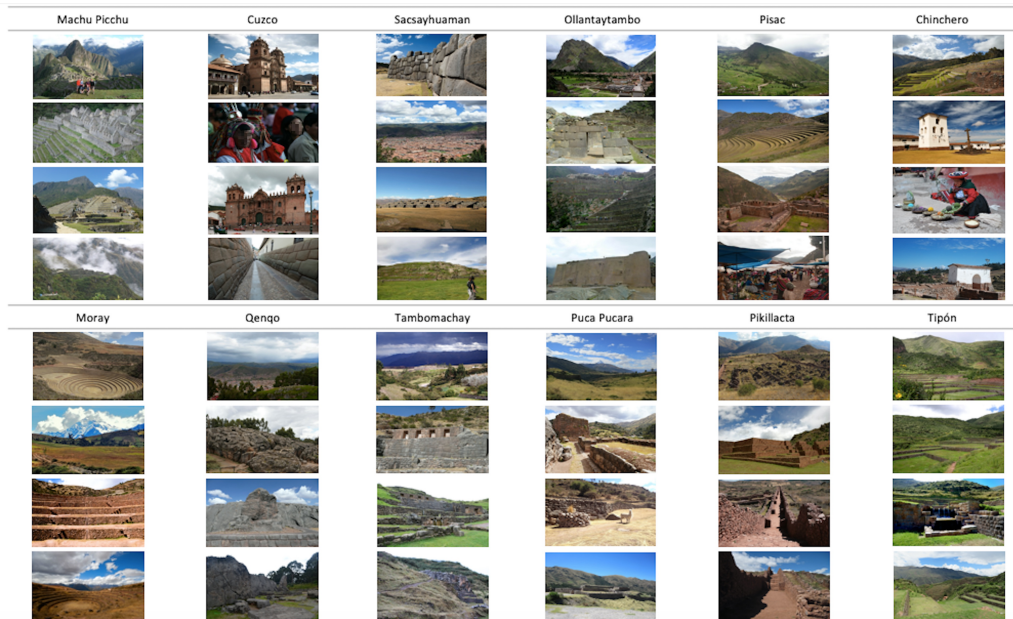 Machu Picchu Cuzco Sacsayhuaman Ollantaytambo Pisac Chinchero
Moray Qenqo Tambomachay Puca Pucara Pikillacta Tipón